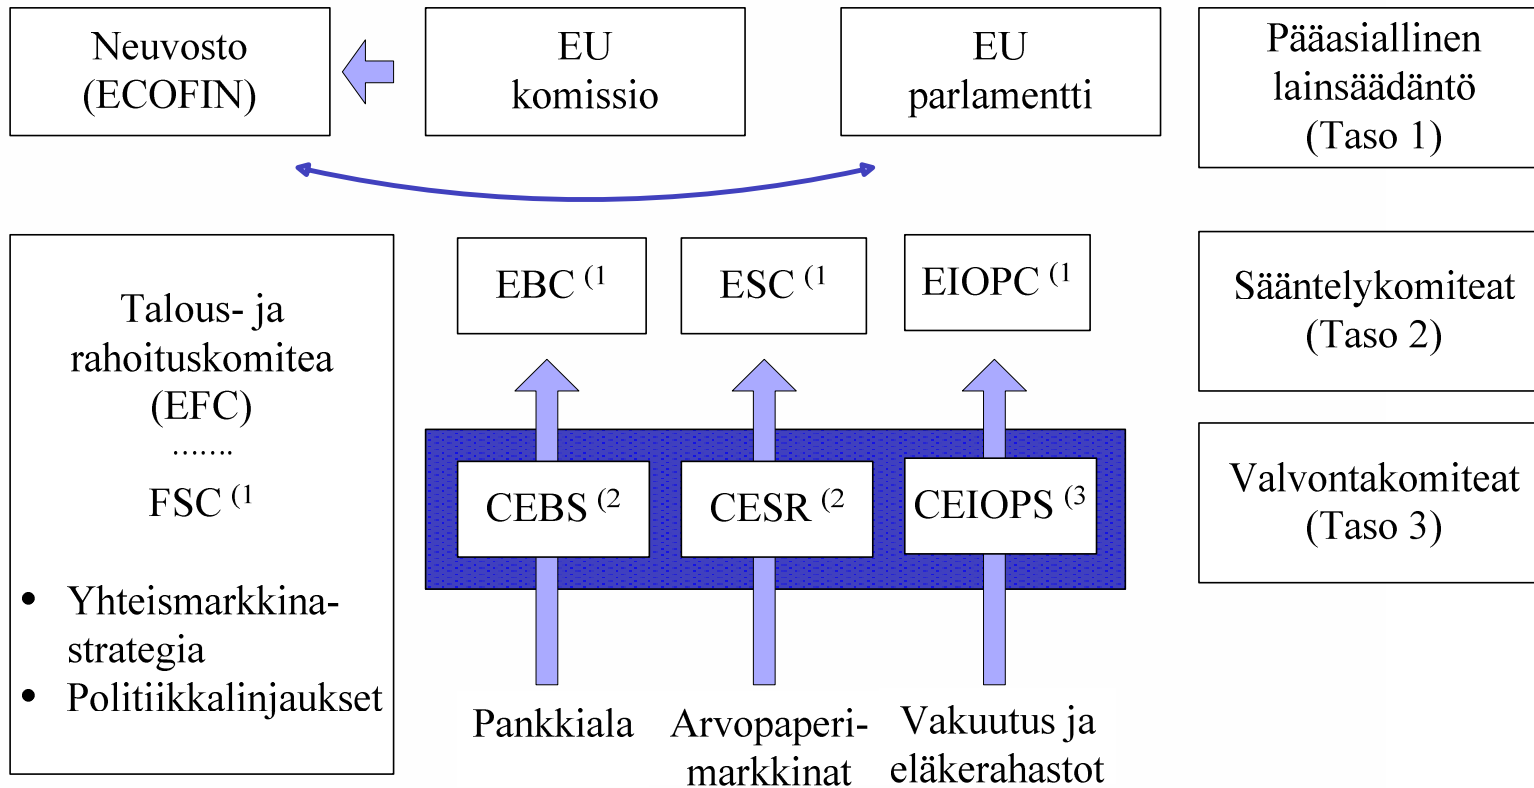 Neuvosto
(ECOFIN)
EU
komissio
EU
parlamentti
Pääasiallinen
lainsäädäntö
(Taso 1)
Talous- ja
rahoituskomitea
(EFC)
.......
FSC (1
• Yhteismarkkina-
strategia
• Politiikkalinjaukset
EBC (1
ESC (1
EIOPC (1
Sääntelykomiteat
(Taso 2)
CEBS (2
CESR (2
CEIOPS (3
Valvontakomiteat
(Taso 3)
Pankkiala
Arvopaperi-
markkinat
Vakuutus ja
eläkerahastot